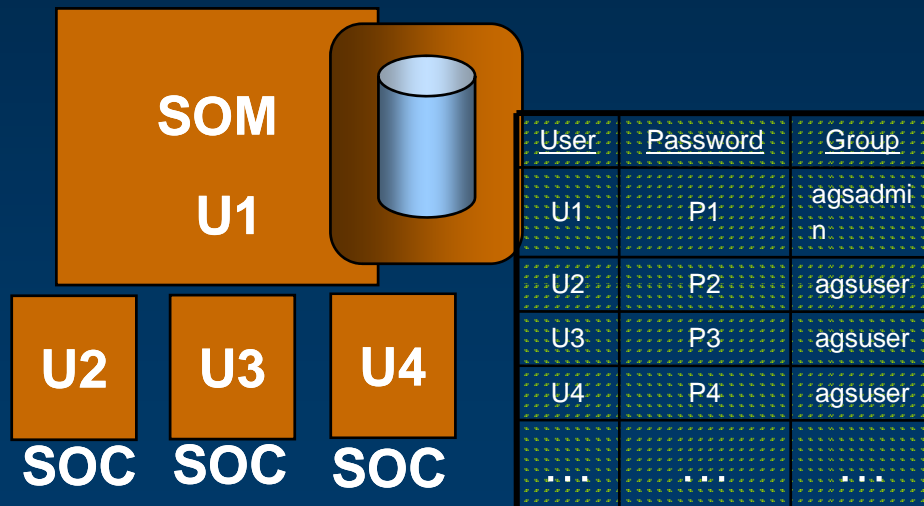 SOM
U1
User Password Group
U1 P1 agsadmi
n
U2 P2 agsuser
U3 P3 agsuser
U4 P4 agsuser
... ... ...
U2 U3 U4
SOC SOC SOC